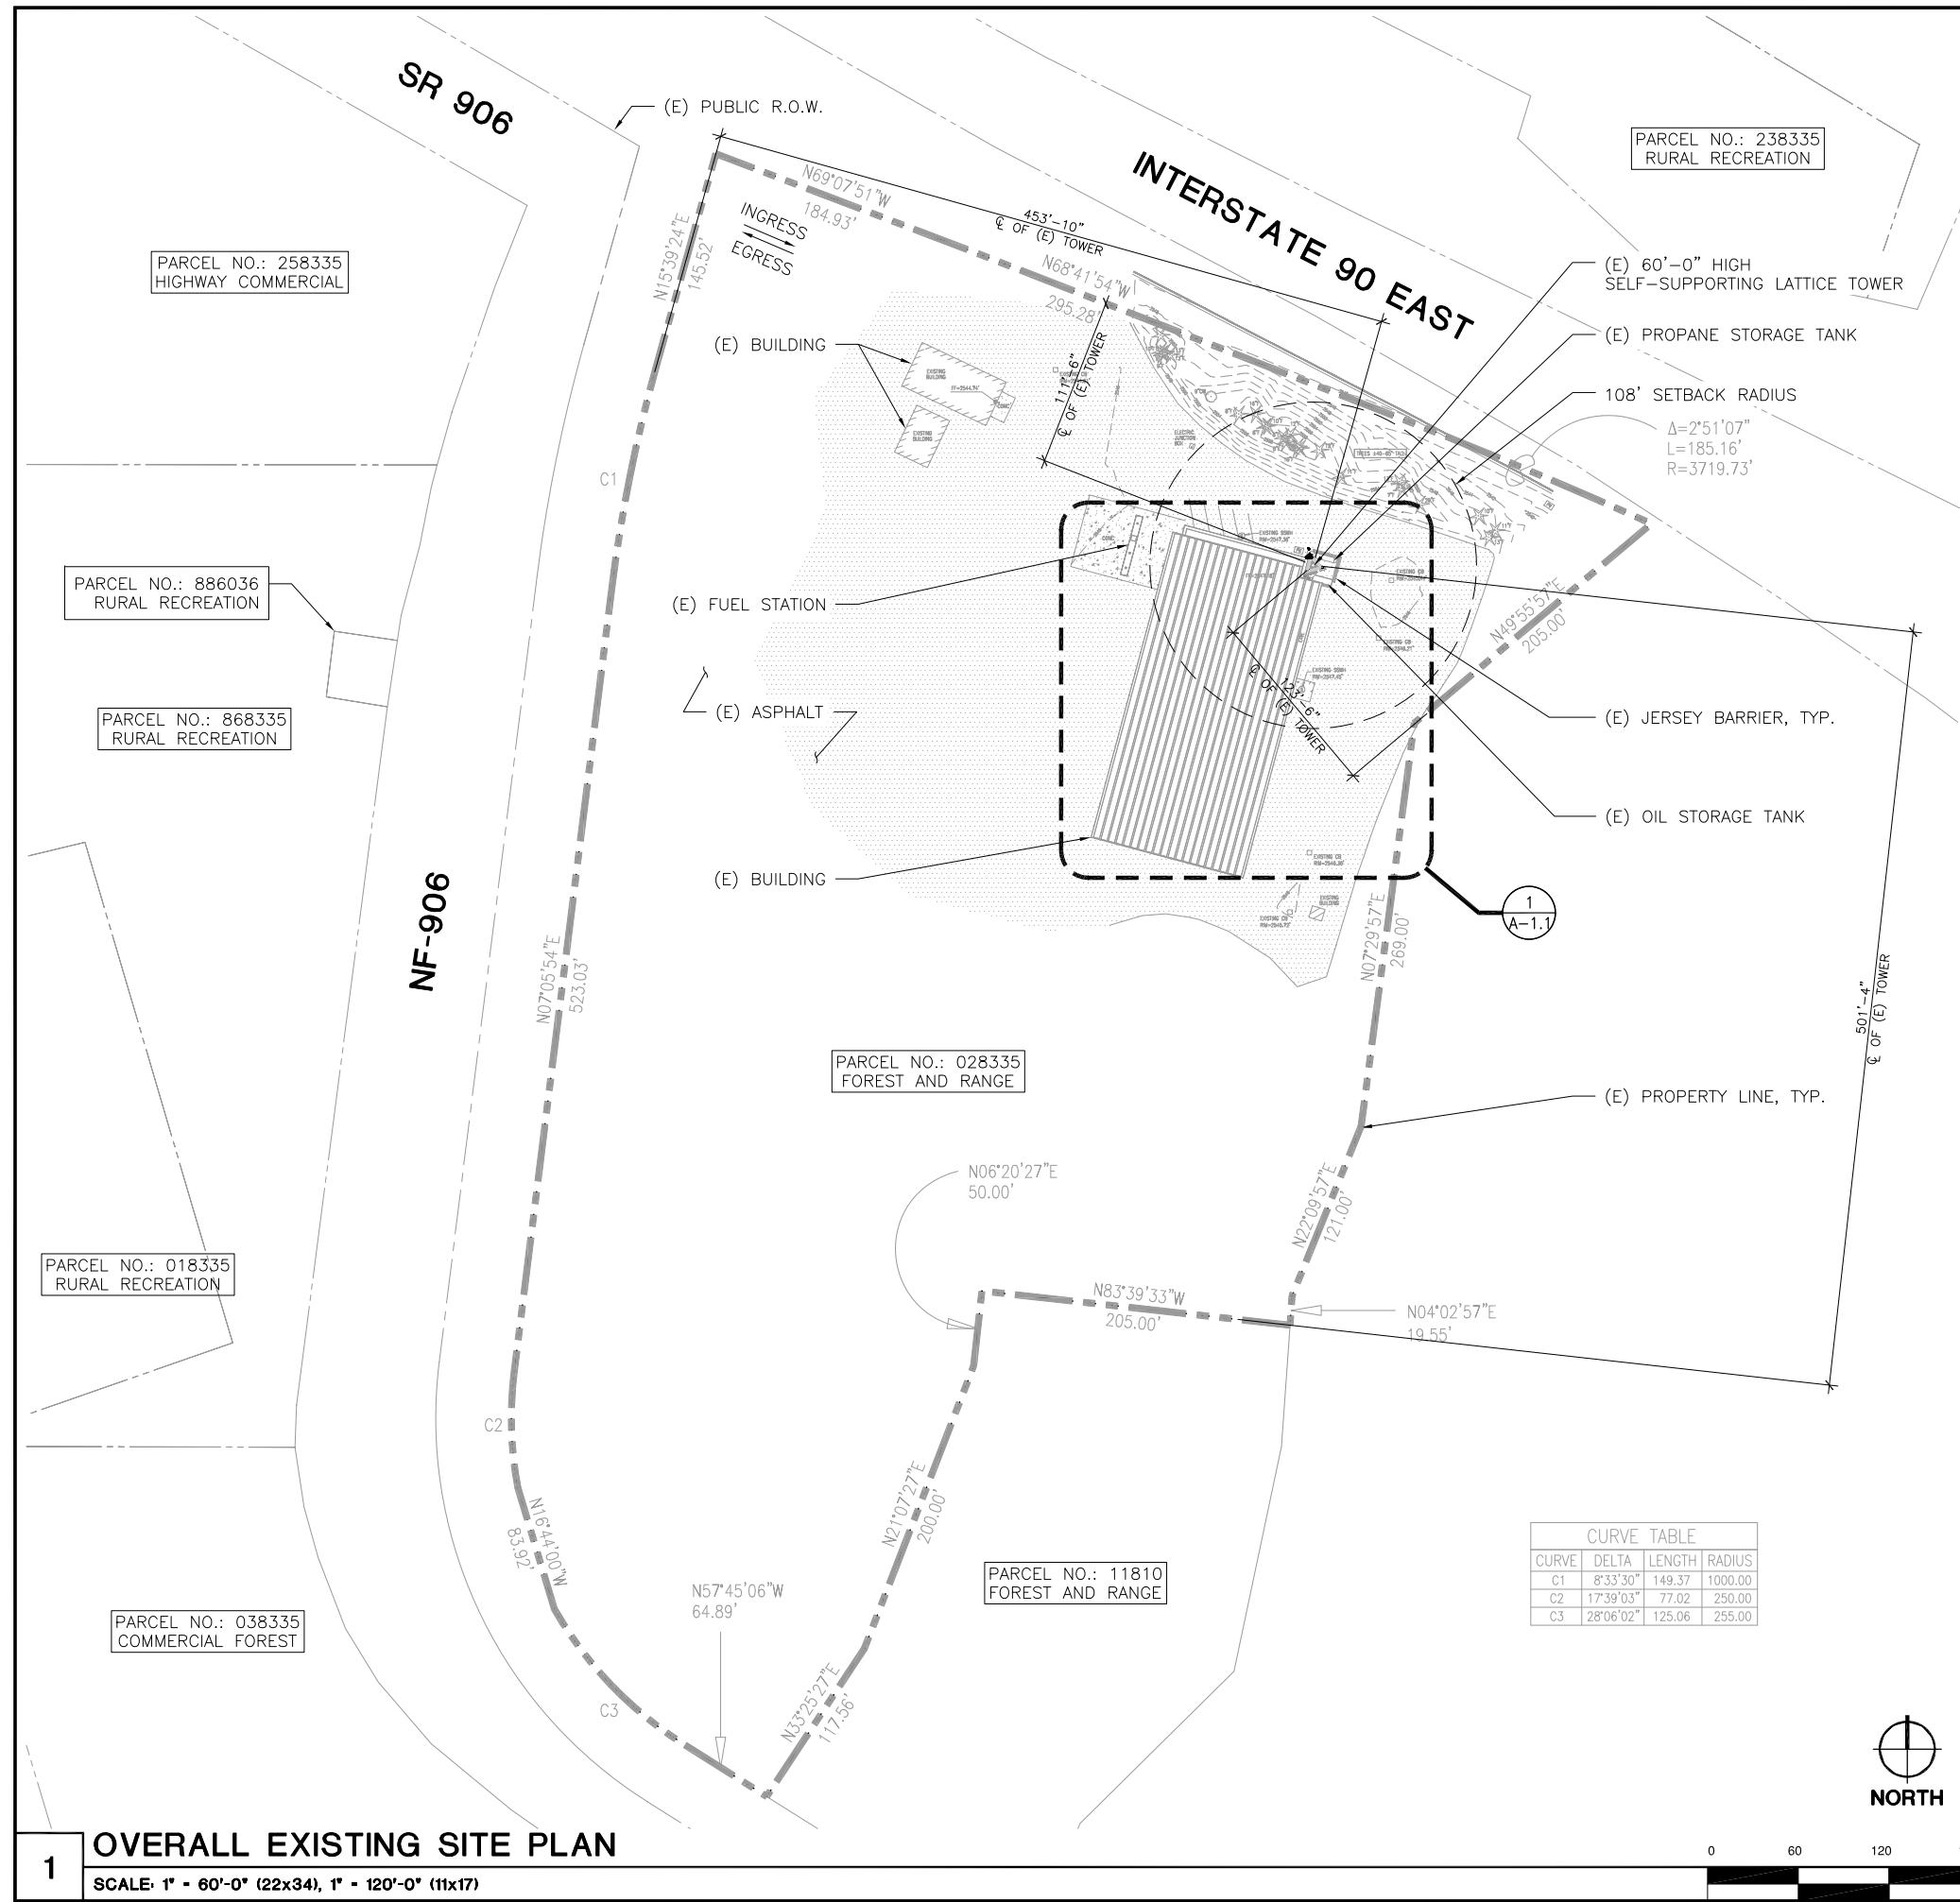 SR 906
(E) PUBLIC R.O.W.
INTERSTATE 90 EAST
PARCEL NO.: 238335
RURAL RECREATION
N69°07'51"W
184.93'
INGRESS
EGRESS
453'-10"
℄ OF (E) TOWER
N15°39'24"E
145.52'
PARCEL NO.: 258335
HIGHWAY COMMERCIAL
N68°41'54"W
295.28'
(E) 60'-0" HIGH
SELF-SUPPORTING LATTICE TOWER
(E) PROPANE STORAGE TANK
108' SETBACK RADIUS
Δ=2°51'07"
L=185.16'
R=3719.73'
(E) BUILDING
EXISTING
BUILDING
EXISTING
BUILDING
CONC
111'-6"
℄ OF (E) TOWER
ELECTRIC
JUNCTION
BOX
C1
CONC
PARCEL NO.: 886036
RURAL RECREATION
(E) FUEL STATION
N49°55'57"E
205.00'
PARCEL NO.: 868335
RURAL RECREATION
(E) ASPHALT
123'-6"
℄ OF (E) TOWER
(E) JERSEY BARRIER, TYP.
(E) OIL STORAGE TANK
(E) BUILDING
EXISTING
BUILDING
1
A-1.1
NF-906
N07°05'54"E
523.03'
N07°29'57"E
269.00'
501'-4"
℄ OF (E) TOWER
PARCEL NO.: 028335
FOREST AND RANGE
(E) PROPERTY LINE, TYP.
N06°20'27"E
50.00'
N22°09'57"E
121.00'
PARCEL NO.: 018335
RURAL RECREATION
N83°39'33"W
205.00'
N04°02'57"E
19.55'
C2
N16°44'00"W
83.92'
N21°07'27"E
200.00'
CURVE TABLE
CURVE DELTA LENGTH RADIUS
C1 8°33'30" 149.37 1000.00
C2 17°39'03" 77.02 250.00
C3 28°06'02" 125.06 255.00
PARCEL NO.: 11810
FOREST AND RANGE
N57°45'06"W
64.89'
PARCEL NO.: 038335
COMMERCIAL FOREST
C3
N33°25'27"E
117.56'
NORTH
1
OVERALL EXISTING SITE PLAN
SCALE: 1" = 60'-0" (22x34), 1" = 120'-0" (11x17)
0 60 120